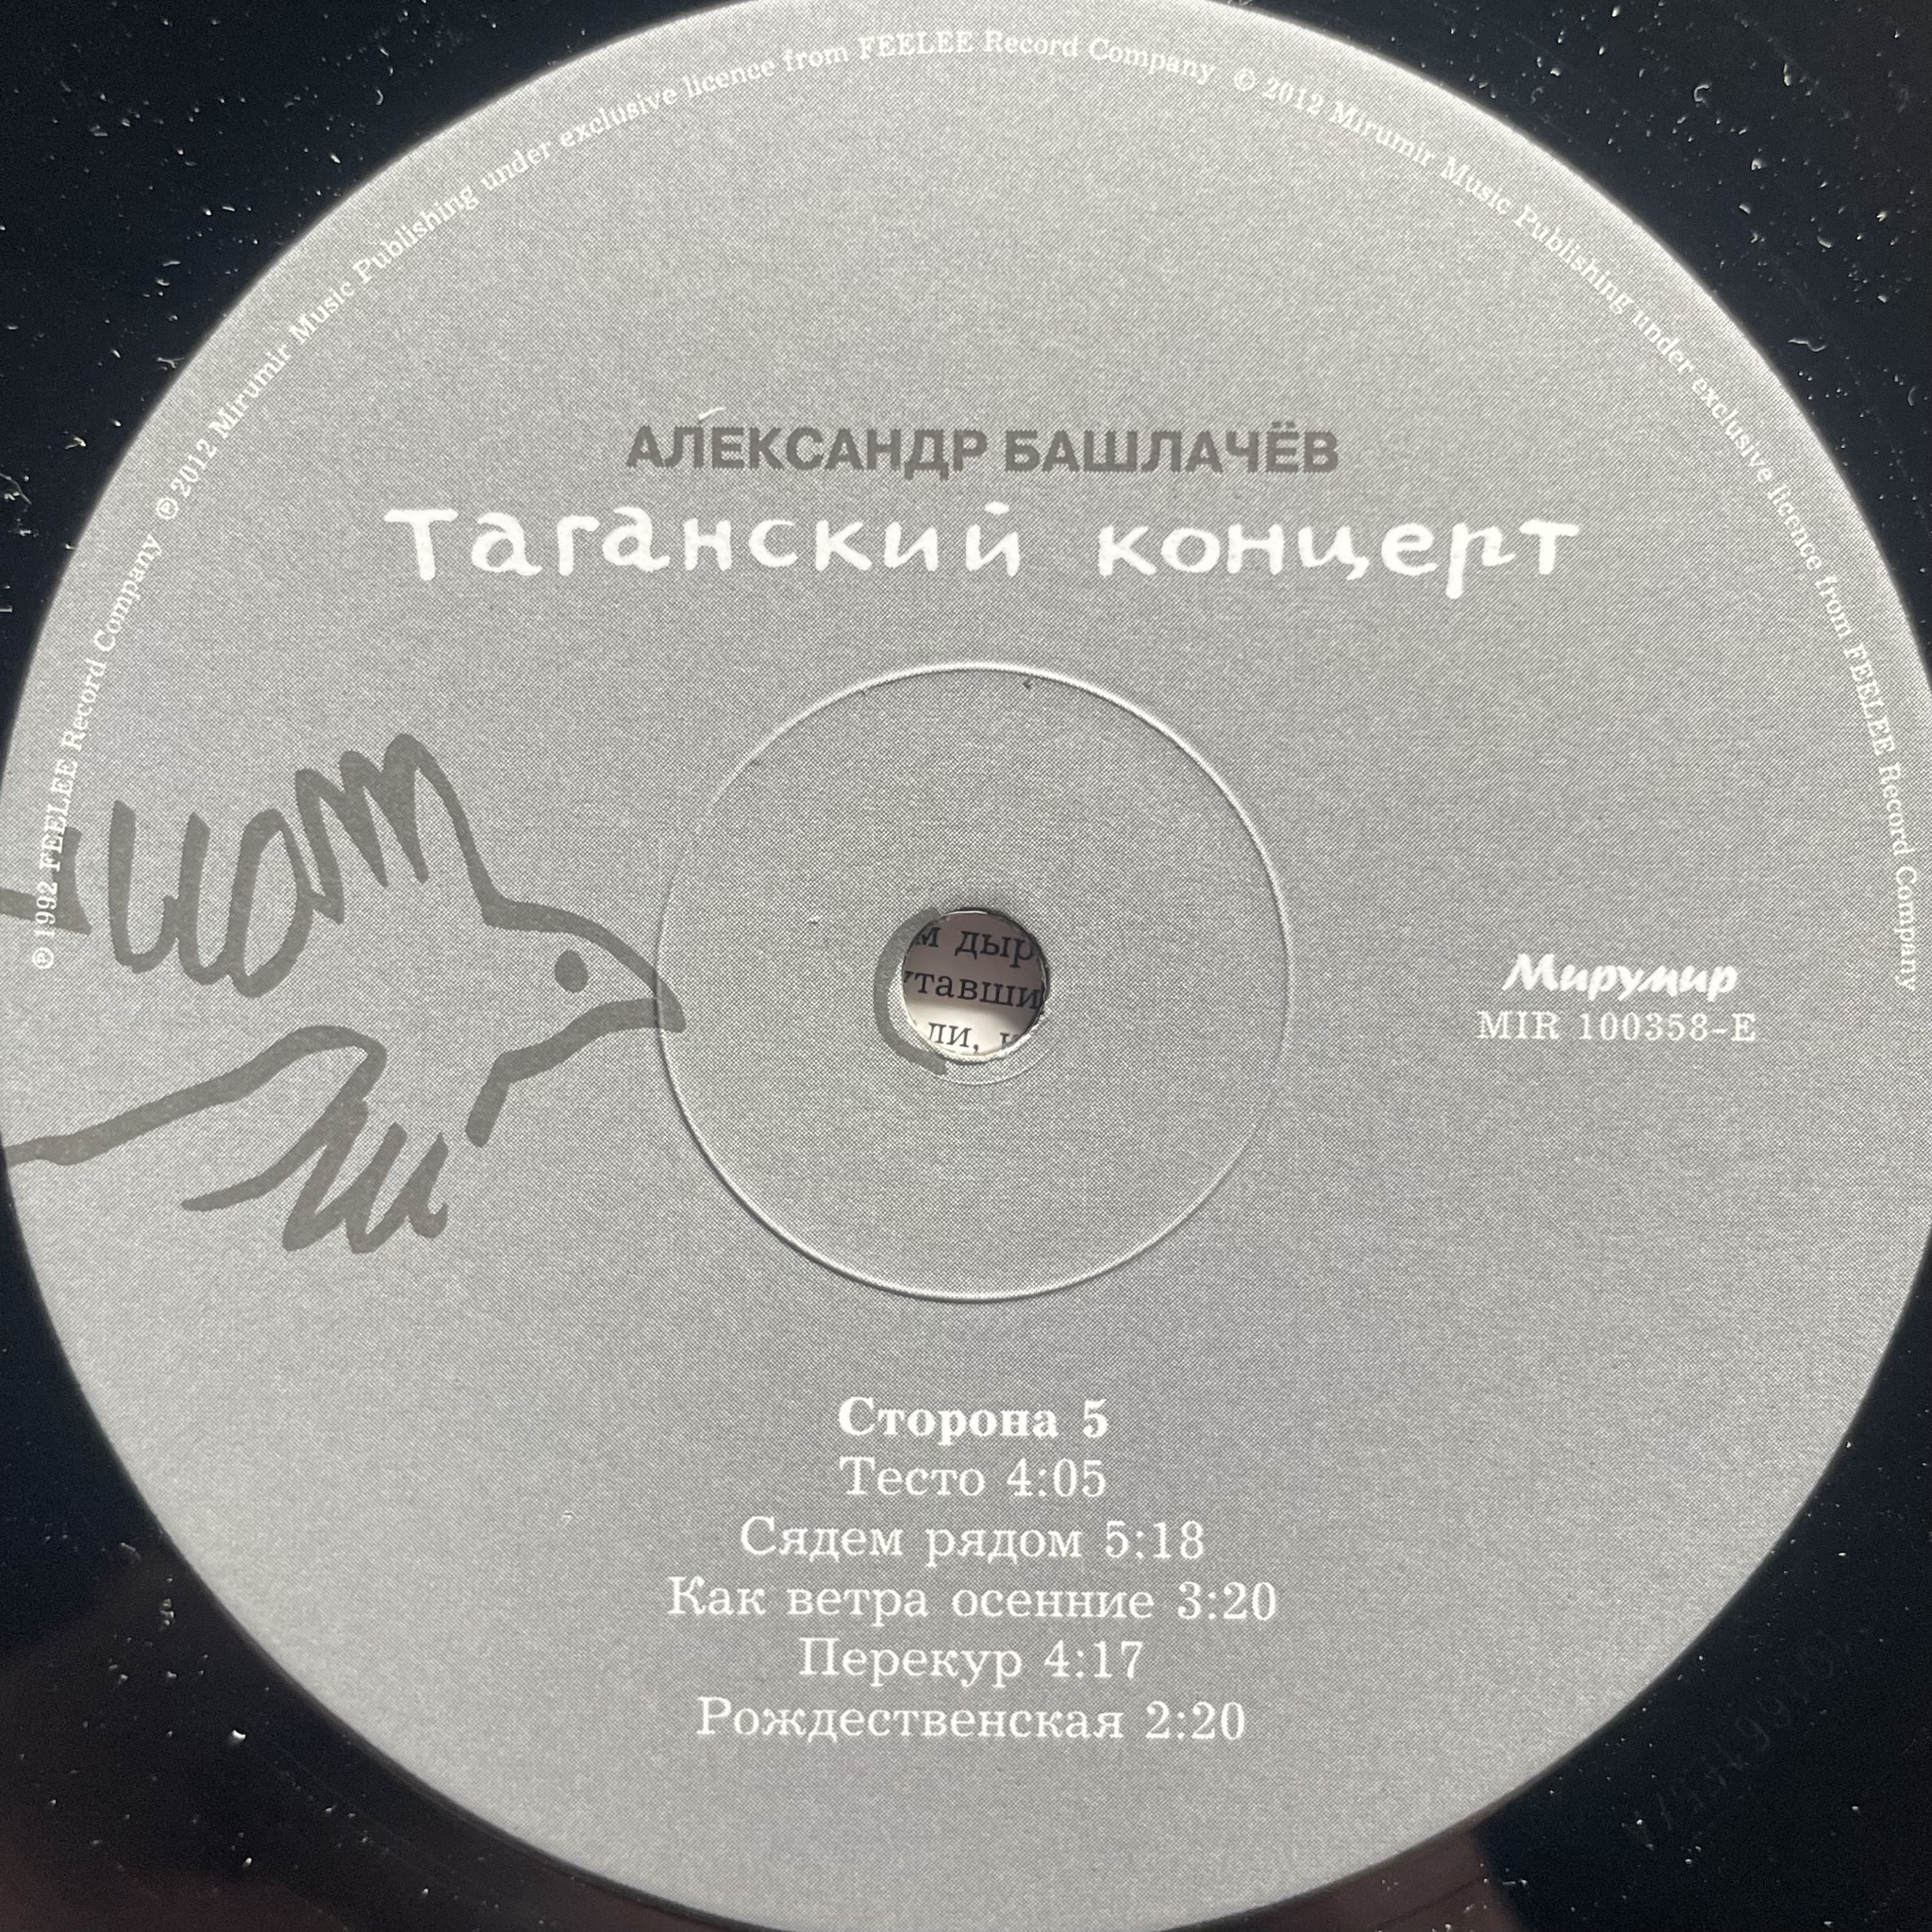 ℗ 1992 FEELEE Record Company ℗ 2012 Mirumir Music Publishing under exclusive licence from FEELEE Record Company © 2012 Mirumir Music Publishing under exclusive licence from FEELEE Record Company
АЛЕКСАНДР БАШЛАЧЁВ
Таганский концерт
Мирумир
MIR 100358-E
Сторона 5
Тесто 4:05
Сядем рядом 5:18
Как ветра осенние 3:20
Перекур 4:17
Рождественская 2:20